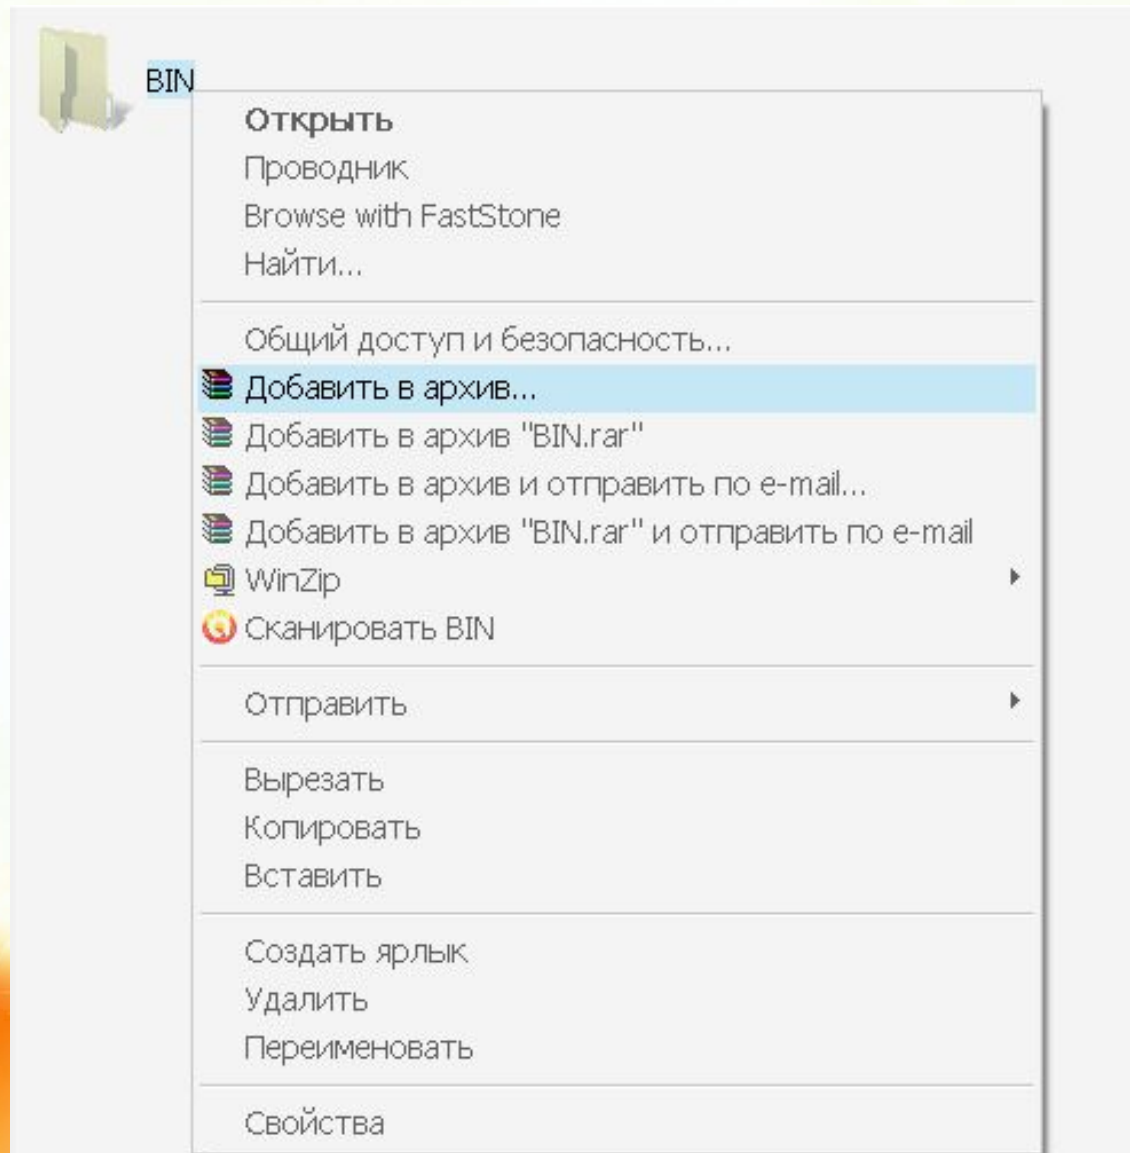 BIN
Открыть
Проводник
Browse with FastStone
Найти...
Общий доступ и безопасность...
Добавить в архив...
Добавить в архив "BIN.rar"
Добавить в архив и отправить по e-mail...
Добавить в архив "BIN.rar" и отправить по e-mail
WinZip
Сканировать BIN
Отправить
Вырезать
Копировать
Вставить
Создать ярлык
Удалить
Переименовать
Свойства